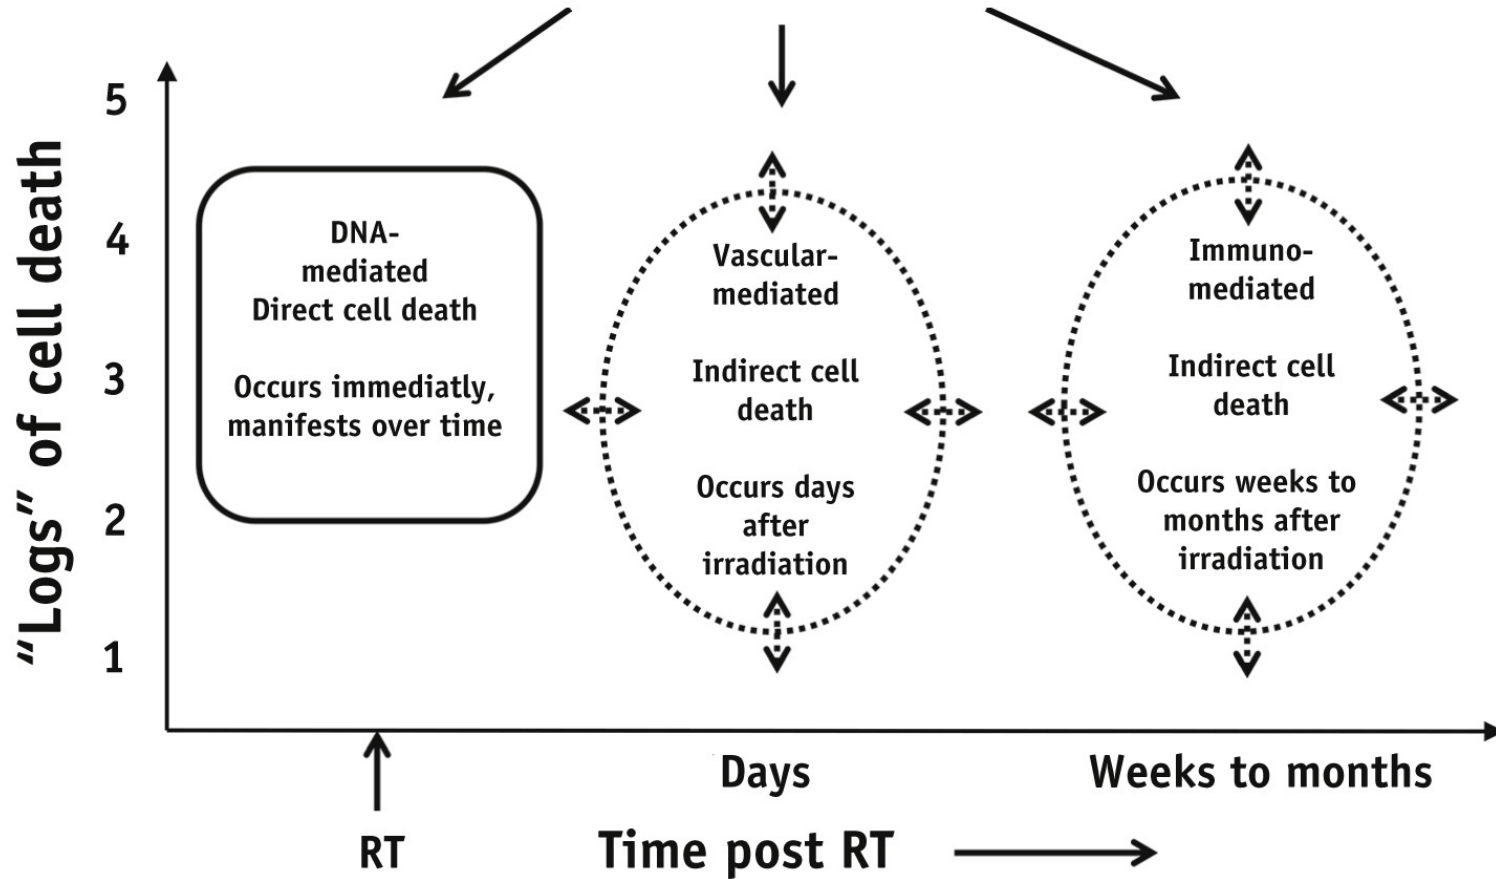 "Logs" of cell death
5
4
3
2
1
DNA-
mediated
Direct cell death
Occurs immediatly,
manifests over time
Vascular-
mediated
Indirect cell
death
Occurs days
after
irradiation
Immuno-
mediated
Indirect cell
death
Occurs weeks to
months after
irradiation
RT
Days
Weeks to months
Time post RT